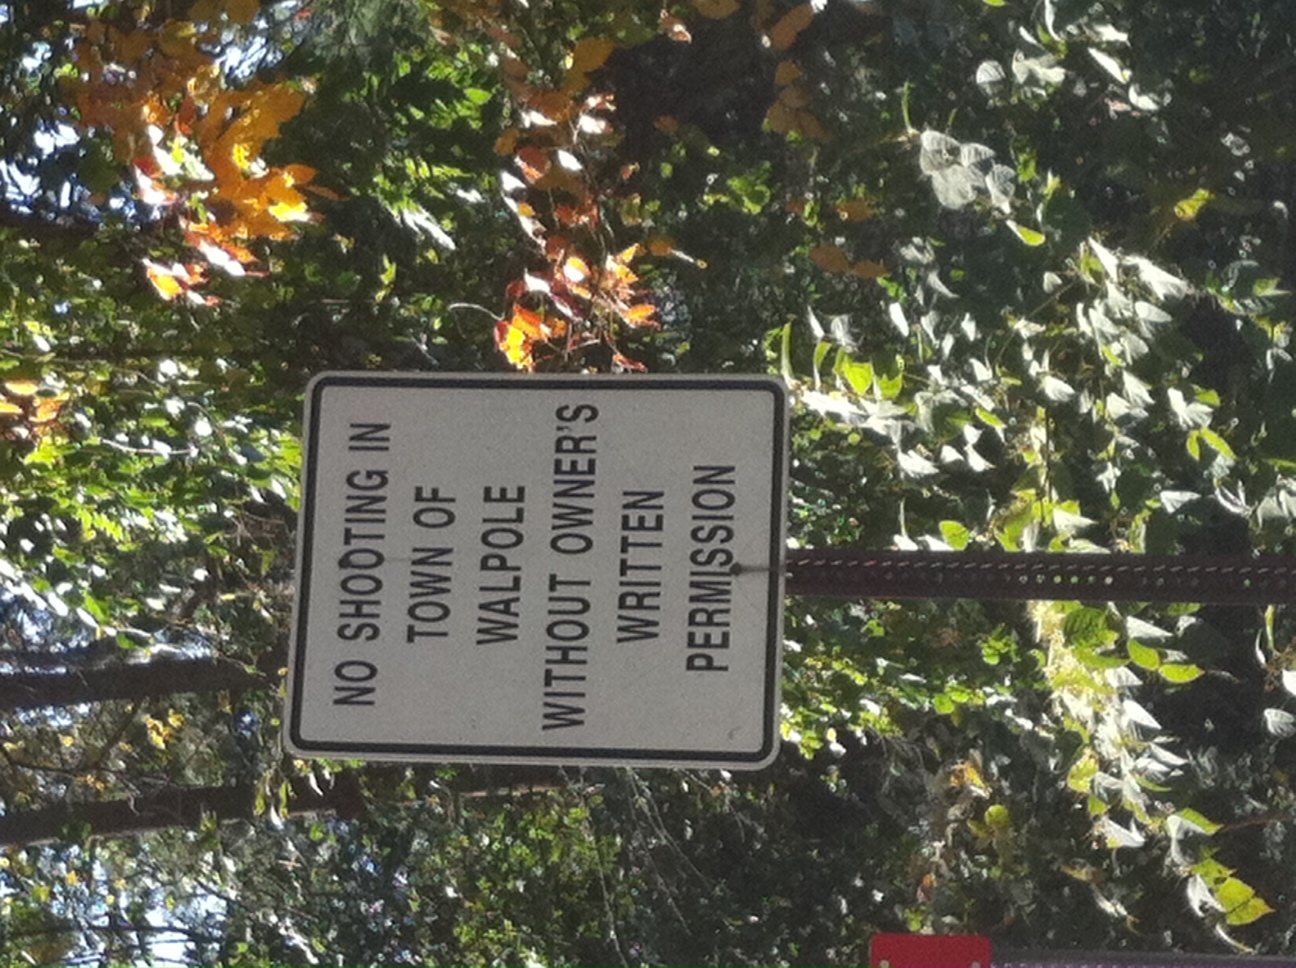 NO SHOOTING IN
TOWN OF
WALPOLE
WITHOUT OWNER'S
WRITTEN
PERMISSION